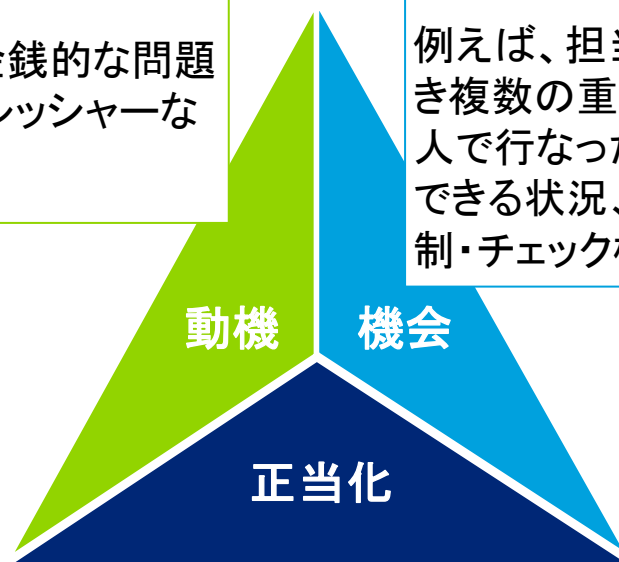 金銭的な問題
レッシャーな
例えば、担当
き複数の重
人で行なった
できる状況、
制・チェック
動機
機会
正当化